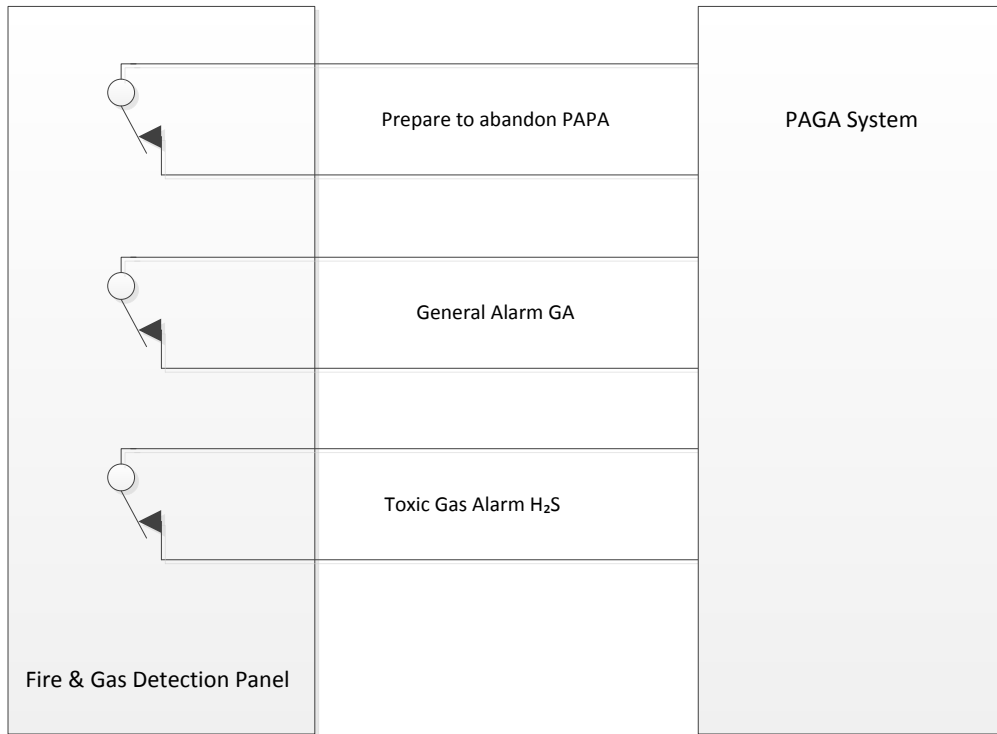 Prepare to abandon PAPA
PAGA System
General Alarm GA
Toxic Gas Alarm H₂S
Fire & Gas Detection Panel